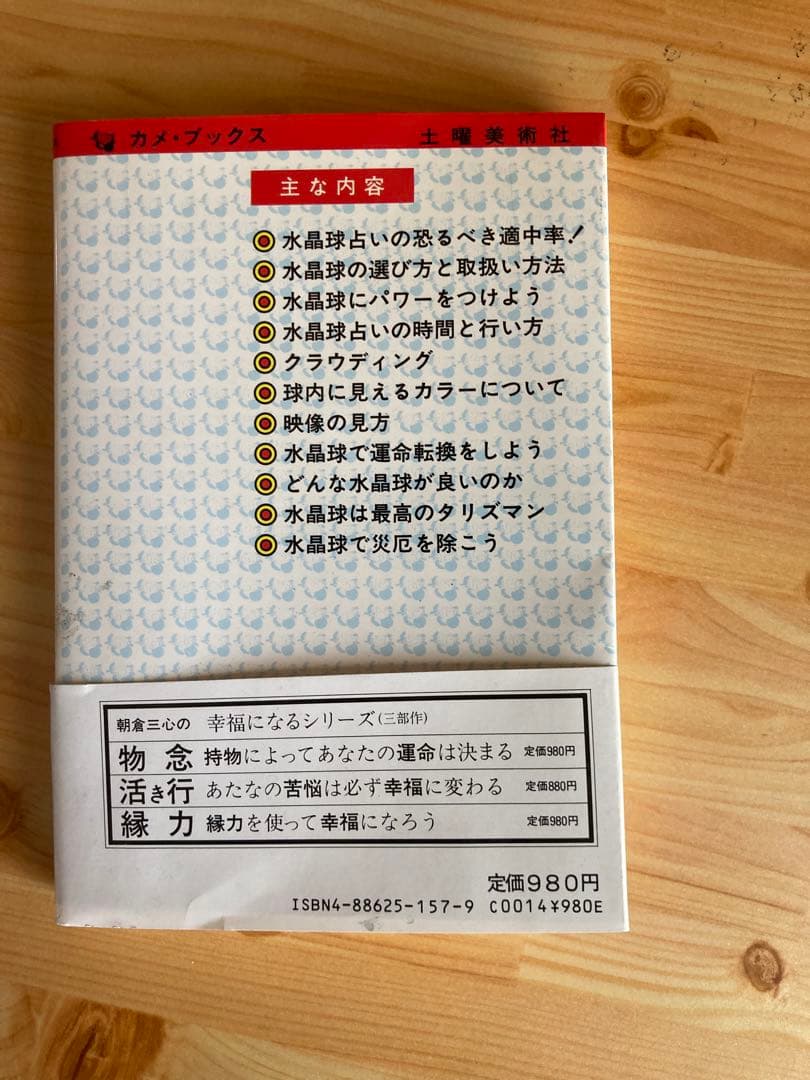 カメ・ブックス 土曜美術社
主な内容
水晶球占いの恐るべき適中率!
水晶球の選び方と取扱い方法
水晶球にパワーをつけよう
水晶球占いの時間と行い方
クラウディング
球内に見えるカラーについて
映像の見方
水晶球で運命転換をしよう
どんな水晶球が良いのか
水晶球は最高のタリズマン
水晶球で災厄を除こう
朝倉三心の 幸福になるシリーズ(三部作)
物念 持物によってあなたの運命は決まる 定価980円
活き行 あたなの苦悩は必ず幸福に変わる 定価880円
縁力 縁力を使って幸福になろう 定価980円
定価980円
ISBN4-88625-157-9 C0014¥980E